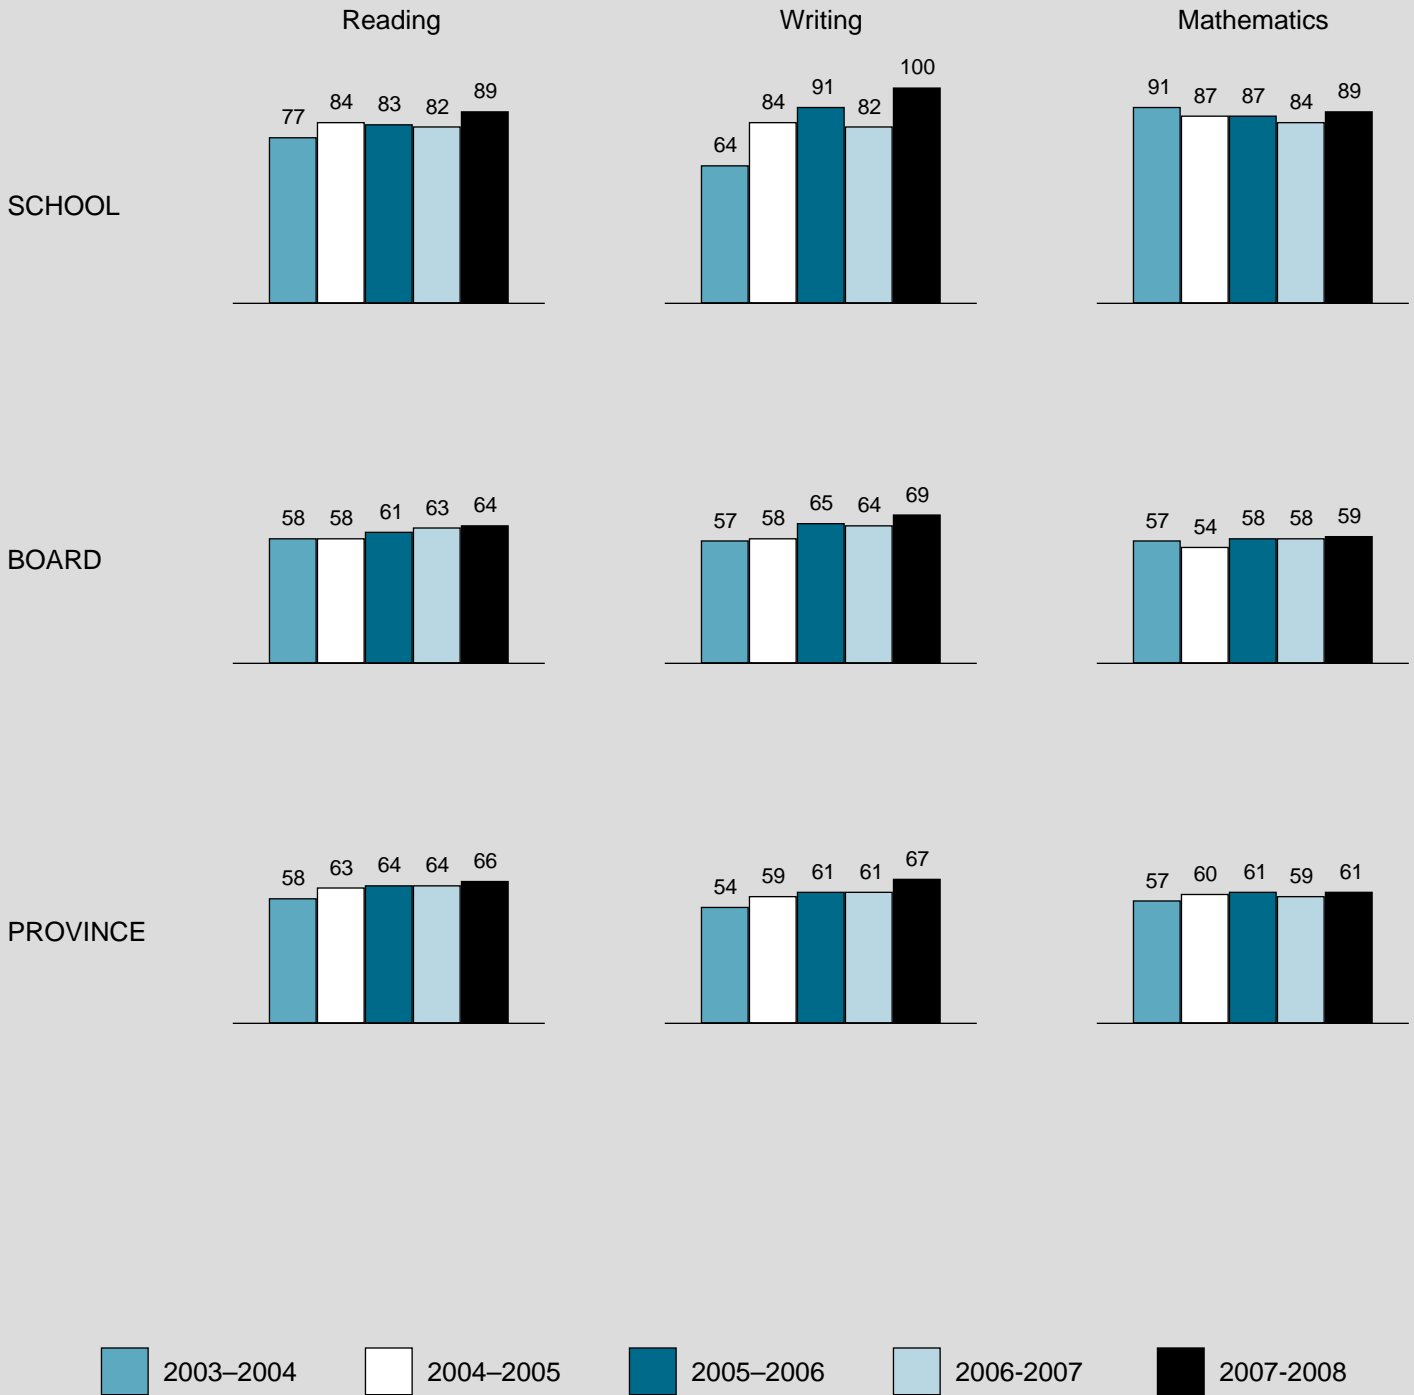 Reading Writing Mathematics
77 84 83 82 89
64 84 91 82 100
91 87 87 84 89
SCHOOL
58 58 61 63 64
57 58 65 64 69
57 54 58 58 59
BOARD
58 63 64 64 66
54 59 61 61 67
57 60 61 59 61
PROVINCE
2003–2004 2004–2005 2005–2006 2006-2007 2007-2008